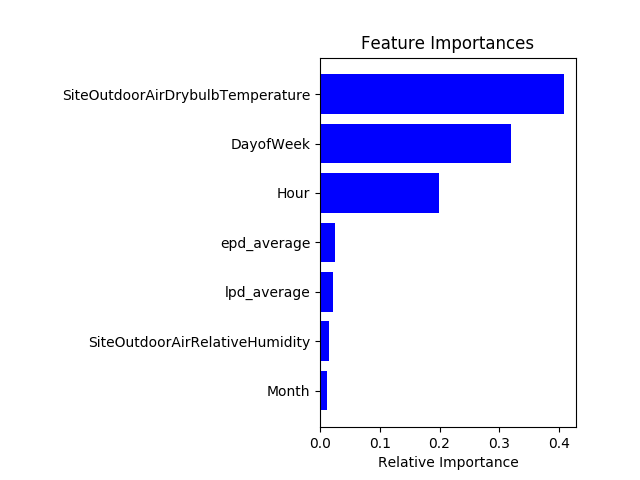 Feature Importances
SiteOutdoorAirDrybulbTemperature
DayofWeek
Hour
epd_average
lpd_average
SiteOutdoorAirRelativeHumidity
Month
0.0 0.1 0.2 0.3 0.4
Relative Importance